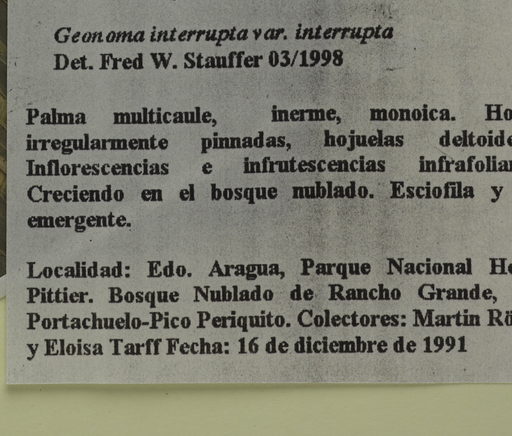 Geonoma interrupta var. interrupta
Det. Fred W. Stauffer 03/1998
Palma multicaule, inerme, monoica.
irregularmente pinnadas, hojuelas
Inflorescencias e infrutescencias
Creciendo en el bosque nublado. Esciofila y
emergente.
Localidad: Edo. Aragua, Parque Nacional
Pittier. Bosque Nublado de Rancho Grande,
Portachuelo-Pico Periquito. Colectores: Martin
y Eloisa Tarff Fecha: 16 de diciembre de 1991